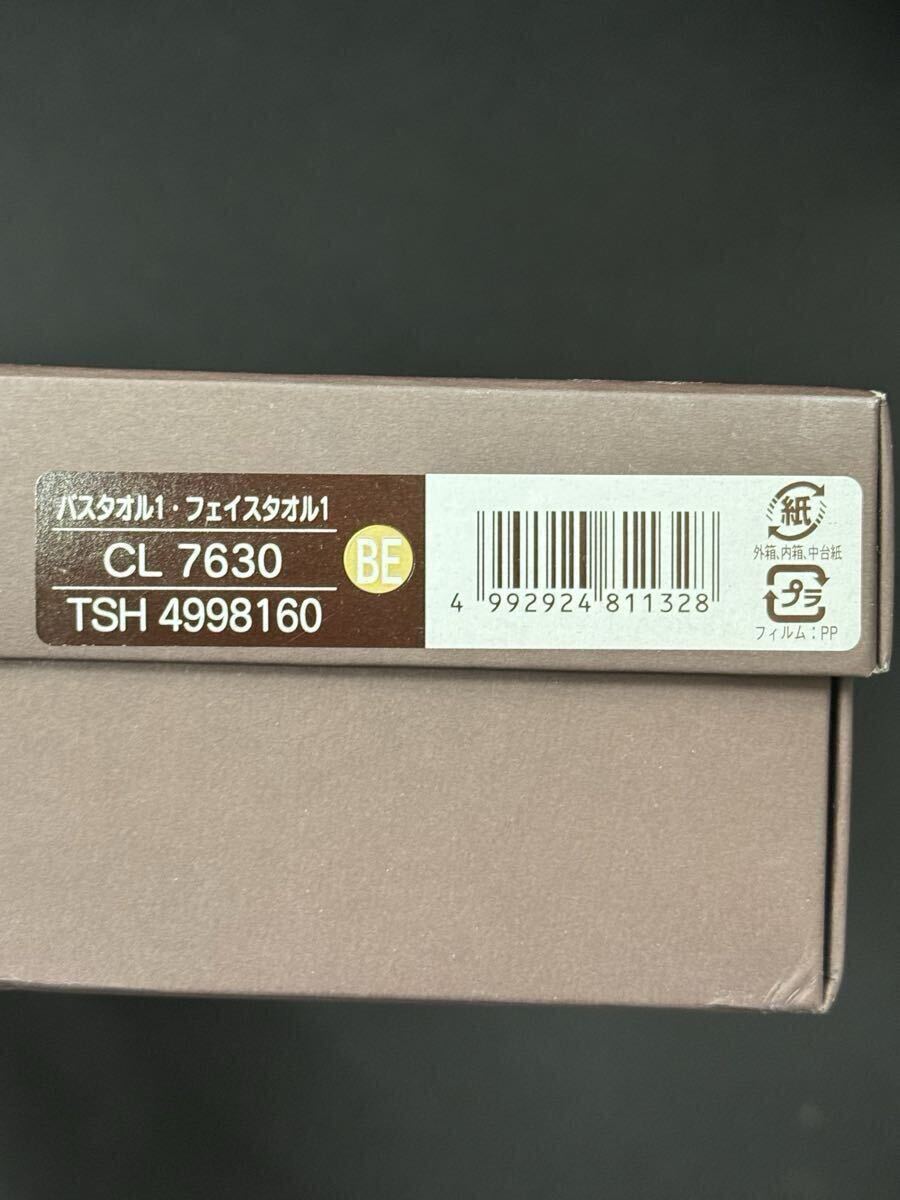 バスタオル1・フェイスタオル1
CL 7630
TSH 4998160
BE
4 992924 811328
紙
外箱、内箱、中台紙
プラ
フィルム:PP